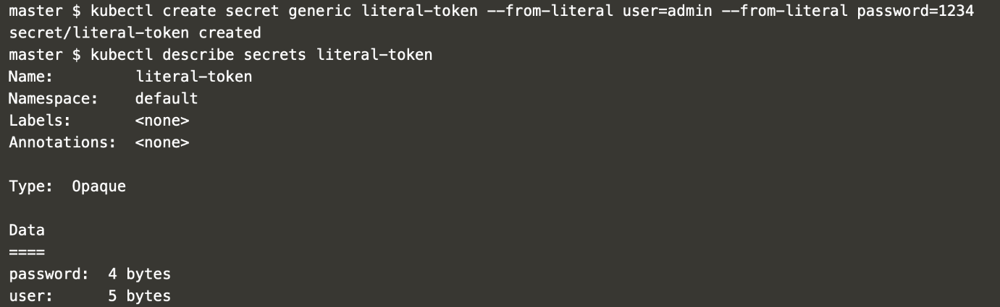 master $ kubectl create secret generic literal-token --from-literal user=admin --from-literal password=1234
secret/literal-token created
master $ kubectl describe secrets literal-token
Name:         literal-token
Namespace:    default
Labels:       <none>
Annotations:  <none>

Type:  Opaque

Data
====
password:  4 bytes
user:      5 bytes